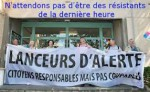 N'attendons pas d'être des résistants
de la dernière heure
LANCEURS D'ALERTE
CITOYENS RESPONSABLES MAIS PAS COUPABLES